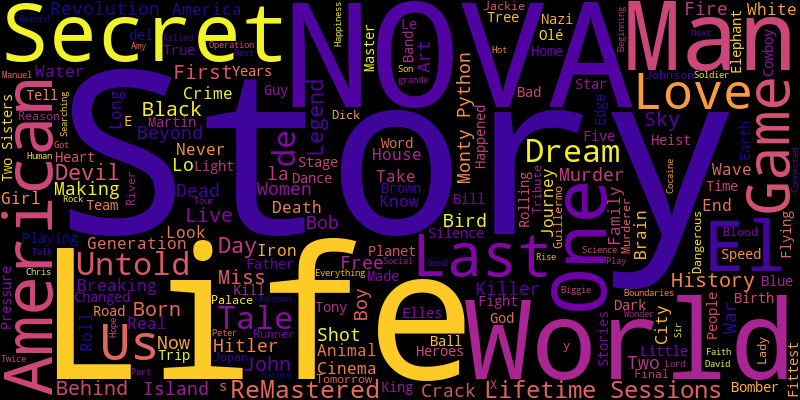 Revolution America
Secret
NOVA
Man
Jackie
Tree
Nazi
Olé
Fire
White
Elephant
Cowboy
Record
Amy
Filled
Operation
Best
Happiness
Son
Hot
Beginning
Next
Soldier
del
True
Master
Le
Bande
Art
grande
Home
Johnson
Manuel
Water
First
Years
Guy
Bad
Star
Edge
Love
Tell
Reason
Searching
Long
Crime
Black
Martin
Legend
Dick
Monty Python
Happened
Sky
Heist
Earth
Connected
Two Sisters
E
Beyond
Never
Word
House
Five
Story
Dream
Game
American
Human
Got
Heart
Lo
Light
de
Stage
Dance
Take
Brown
Know
Murder
Wave
Time
Cocaine
Devil
Making
Rock
Team
River
Dead
Tour
la
Women
Death
Bob
Bill
Silence
Bird
Rolling
Tribute
Journey
Guillermo
One
Family
Murderer
Brain
End
Girl
Live
Playing
Talk
Chris
Generation
Look
Day
Iron
Father
Free
Planet
Social
Made
Last
Good
Killer
Rise
Science
Play
Stories
History
Dangerous
El
Blood
Speed
Flying
Untold
Miss
Kill
Everything
Biggie
Boundaries
Blue
Pressure
Breaking
Changed
Palace
Unknown
Boy
Tony
Elles
Fight
God
Dark
City
People
Birth
War
Wonder
Sir
Life
World
Road
Born
Real
Tale
Runner
Shot
Ball
Heroes
Roll
Hope
Us
Now
Trip
Peter
Hitler
Japan
Nature
John
Animal
Cinema
Tomorrow
y
Little
Two
Final
Faith
David
Lord
Lady
Fittest
Twice
Part
Behind
Island
s
ReMastered
King
Crack
X
Lifetime Sessions
Bomber